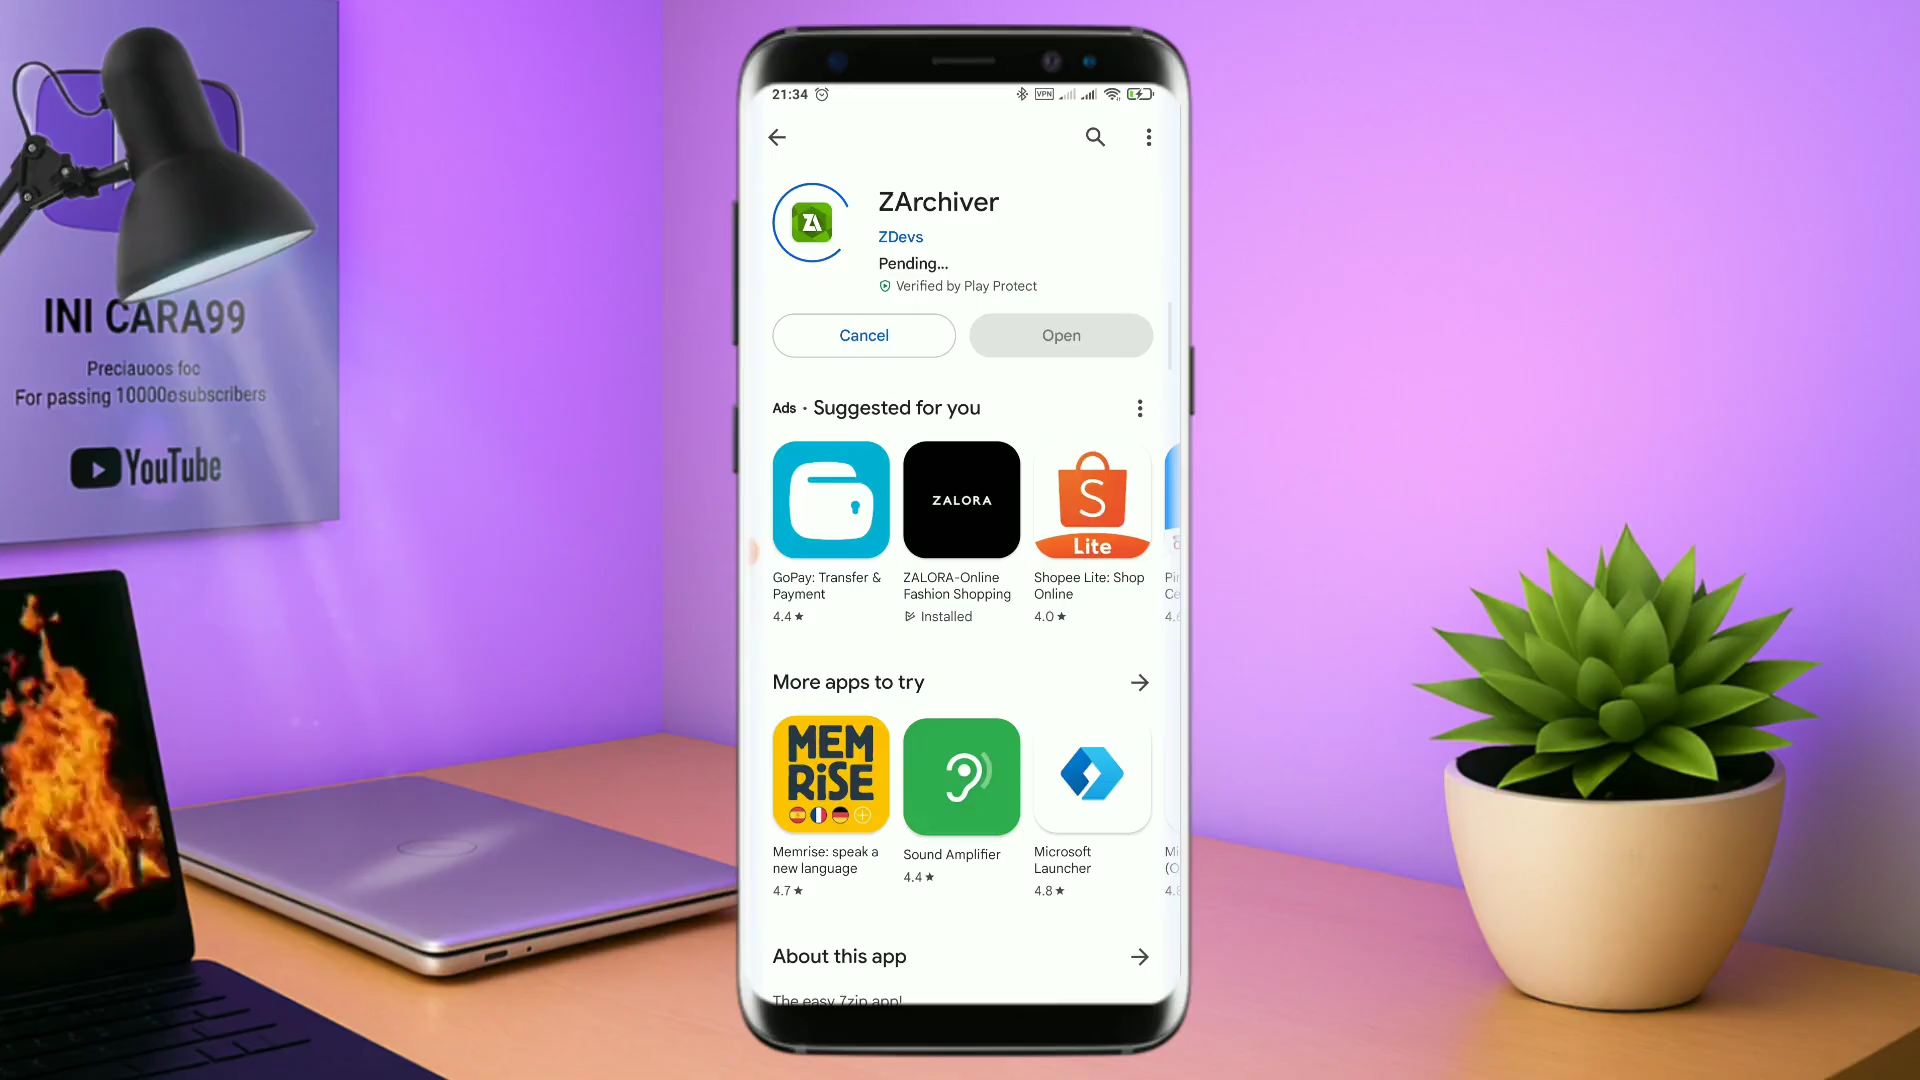 INI CARA99
Preciauoos foc
For passing 10000osubscribers
YouTube
21:34
VPN
ZA
ZArchiver
ZDevs
Pending...
Verified by Play Protect
Cancel
Open
Ads • Suggested for you
ZALORA
S
Lite
GoPay: Transfer &
Payment
4.4 ★
ZALORA-Online
Fashion Shopping
Installed
Shopee Lite: Shop
Online
4.0 ★
More apps to try
MEM
RiSE
Memrise: speak a
new language
4.7 ★
Sound Amplifier
4.4 ★
Microsoft
Launcher
4.8 ★
About this app
The easy 7zip app!